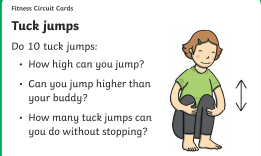 Fitness Circuit Cards
Tuck jumps
Do 10 tuck jumps:
• How high can you jump?
• Can you jump higher than
your buddy?
• How many tuck jumps can
you do without stopping?